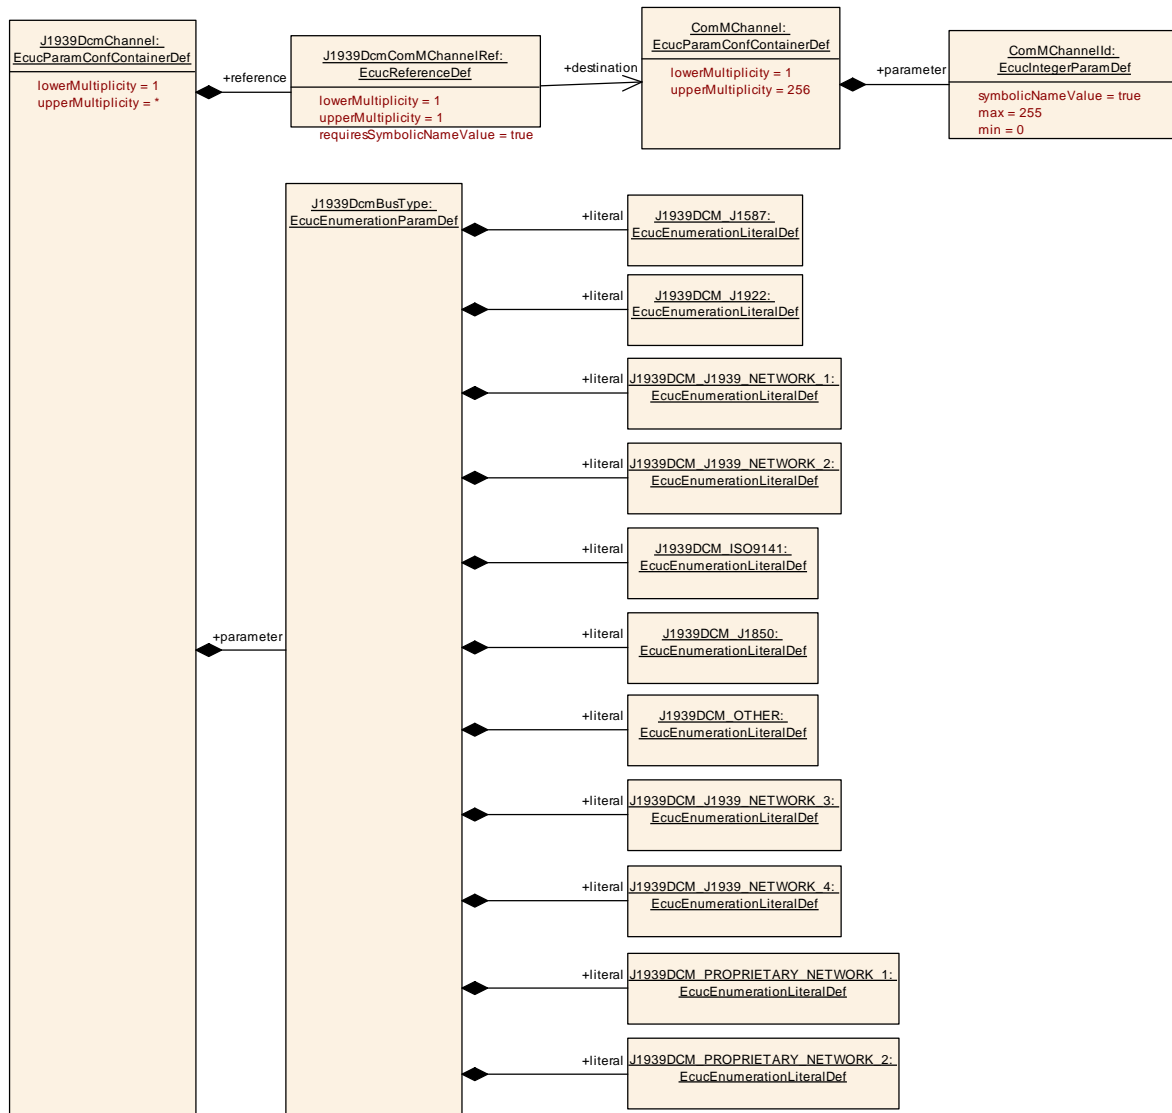 J1939DcmChannel:
EcucParamConfContainerDef
lowerMultiplicity = 1
upperMultiplicity = *
+reference
J1939DcmComMChannelRef:
EcucReferenceDef
lowerMultiplicity = 1
upperMultiplicity = 1
requiresSymbolicNameValue = true
+destination
ComMChannel:
EcucParamConfContainerDef
lowerMultiplicity = 1
upperMultiplicity = 256
+parameter
ComMChannelId:
EcucIntegerParamDef
symbolicNameValue = true
max = 255
min = 0
+parameter
J1939DcmBusType:
EcucEnumerationParamDef
+literal
J1939DCM_J1587:
EcucEnumerationLiteralDef
+literal
J1939DCM_J1922:
EcucEnumerationLiteralDef
+literal
J1939DCM_J1939_NETWORK_1:
EcucEnumerationLiteralDef
+literal
J1939DCM_J1939_NETWORK_2:
EcucEnumerationLiteralDef
+literal
J1939DCM_ISO9141:
EcucEnumerationLiteralDef
+literal
J1939DCM_J1850:
EcucEnumerationLiteralDef
+literal
J1939DCM_OTHER:
EcucEnumerationLiteralDef
+literal
J1939DCM_J1939_NETWORK_3:
EcucEnumerationLiteralDef
+literal
J1939DCM_J1939_NETWORK_4:
EcucEnumerationLiteralDef
+literal
J1939DCM_PROPRIETARY_NETWORK_1:
EcucEnumerationLiteralDef
+literal
J1939DCM_PROPRIETARY_NETWORK_2:
EcucEnumerationLiteralDef